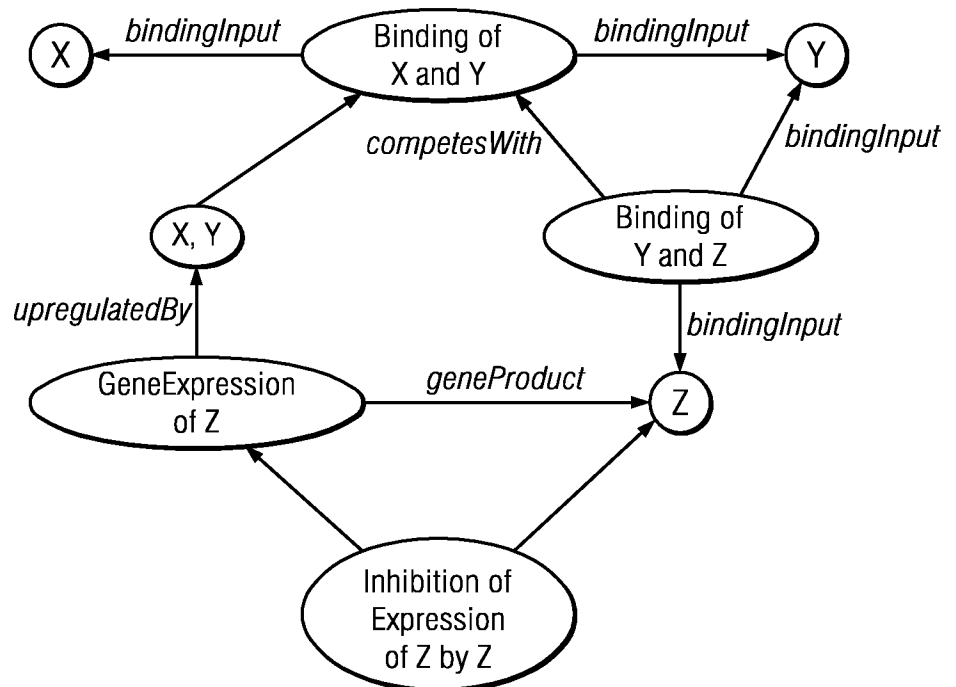 X
bindingInput
Binding of
X and Y
bindingInput
Y
competesWith
bindingInput
X, Y
Binding of
Y and Z
upregulatedBy
bindingInput
GeneExpression
of Z
geneProduct
Z
Inhibition of
Expression
of Z by Z